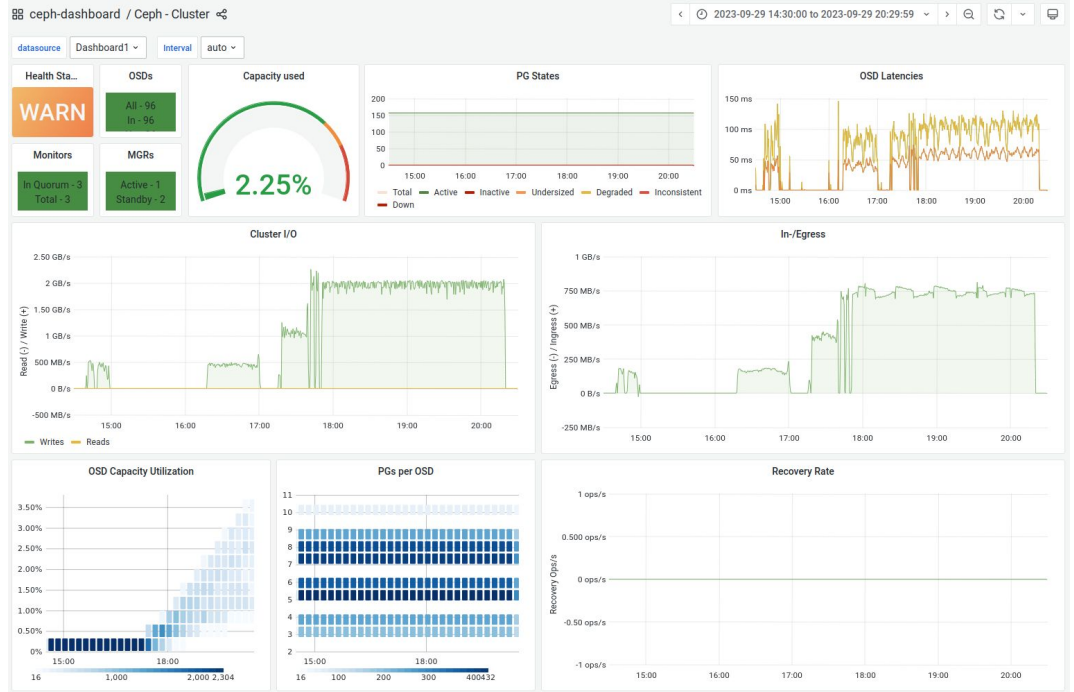 ceph-dashboard / Ceph - Cluster
2023-09-29 14:30:00 to 2023-09-29 20:29:59
datasource Dashboard1 Interval auto
Health Sta...
WARN
OSDs
All - 96
In - 96
Monitors
In Quorum - 3
Total - 3
MGRs
Active - 1
Standby - 2
Capacity used
2.25%
PG States
200
150
100
50
0
15:00 16:00 17:00 18:00 19:00 20:00
Total Active Inactive Undersized Degraded Inconsistent
Down
OSD Latencies
150 ms
100 ms
50 ms
0 ms
15:00 16:00 17:00 18:00 19:00 20:00
Cluster I/O
Read (-) / Write (+)
2.50 GB/s
2 GB/s
1.50 GB/s
1 GB/s
500 MB/s
0 B/s
-500 MB/s
15:00 16:00 17:00 18:00 19:00 20:00
Writes Reads
In-/Egress
Egress (-) / Ingress (+)
1 GB/s
750 MB/s
500 MB/s
250 MB/s
0 B/s
-250 MB/s
15:00 16:00 17:00 18:00 19:00 20:00
OSD Capacity Utilization
3.50%
3.00%
2.50%
2.00%
1.50%
1.00%
0.50%
0%
15:00 18:00
16 1,000 2,000 2,304
PGs per OSD
11
10
9
8
7
6
5
4
3
2
15:00 18:00
16 100 200 300 400432
Recovery Rate
Recovery Ops/s
1 ops/s
0.500 ops/s
0 ops/s
-0.50 ops/s
-1 ops/s
15:00 16:00 17:00 18:00 19:00 20:00